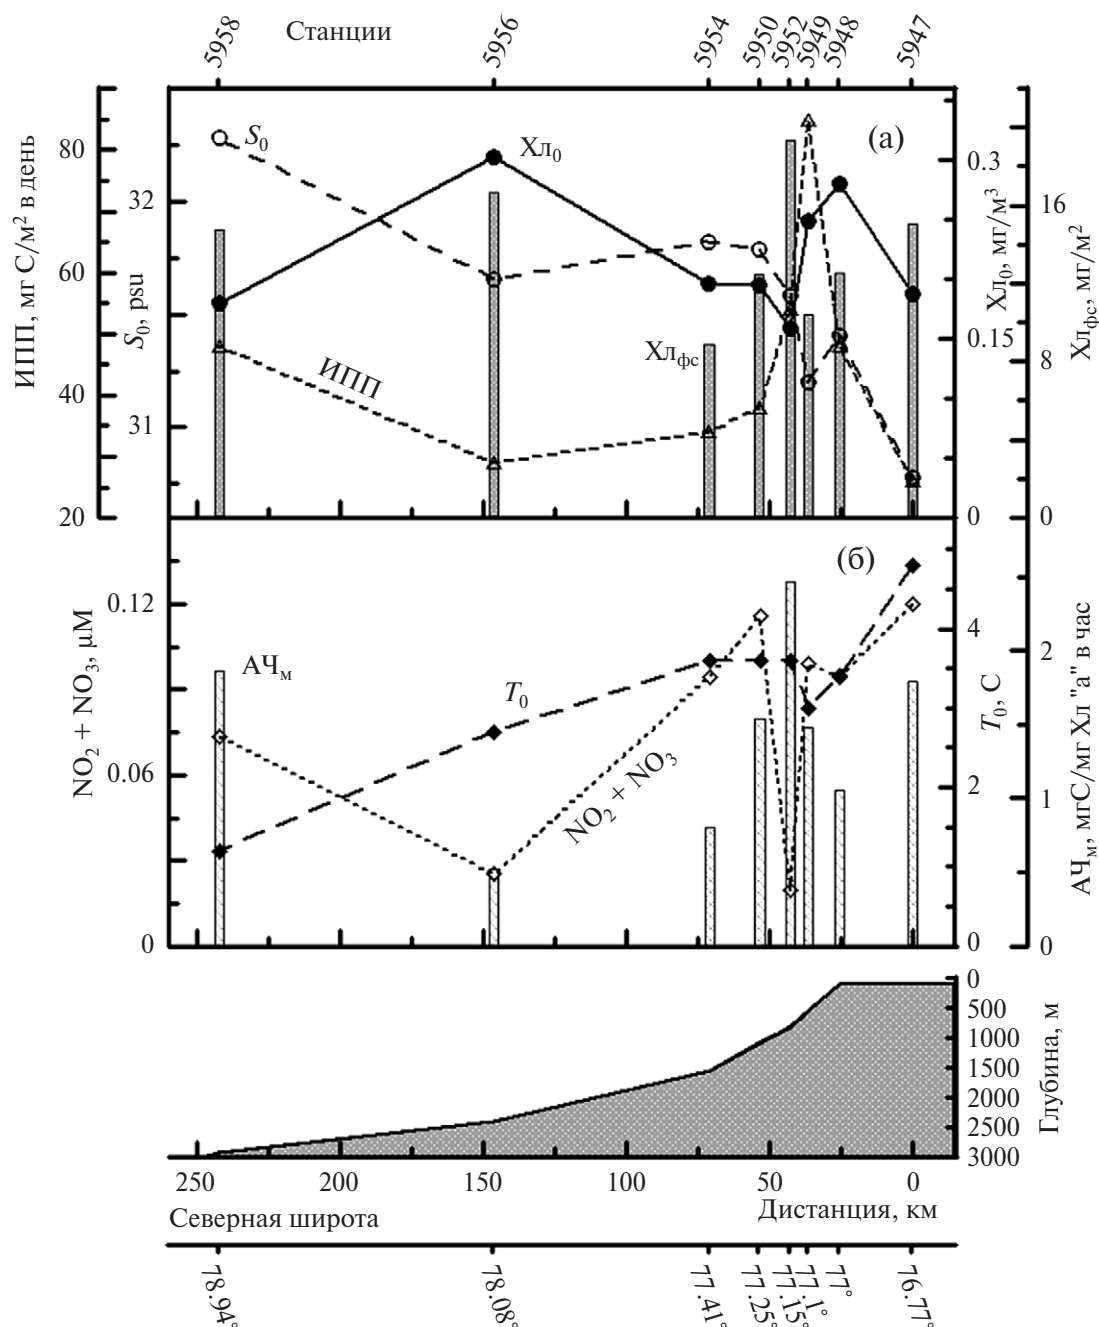 Станции
5958
5956
5954
5950
5952
5949
5948
5947
(а)
ИПП, мг С/м² в день
80
60
40
20
S₀, psu
32
31
S₀
Хл₀
ИПП
Хл_фс
Хл₀, мг/м³
0.3
0.15
0
Хл_фс, мг/м²
16
8
0
(б)
NO₂ + NO₃, µM
0.12
0.06
0
АЧ_м
T₀
NO₂ + NO₃
T₀, C
4
2
0
АЧ_м, мгС/мг Хл "а" в час
2
1
0
Глубина, м
0
500
1000
1500
2000
2500
3000
250
200
150
100
50
0
Северная широта
Дистанция, км
78.94°
78.08°
77.41°
77.25°
77.15°
77.1°
77°
76.77°